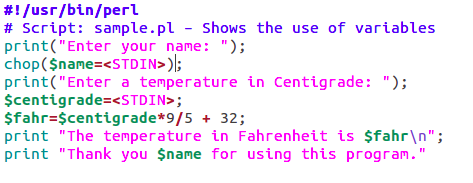 #!/usr/bin/perl
# Script: sample.pl - Shows the use of variables
print("Enter your name: ");
chop($name=<STDIN>);
print("Enter a temperature in Centigrade: ");
$centigrade=<STDIN>;
$fahr=$centigrade*9/5 + 32;
print "The temperature in Fahrenheit is $fahr\n";
print "Thank you $name for using this program."